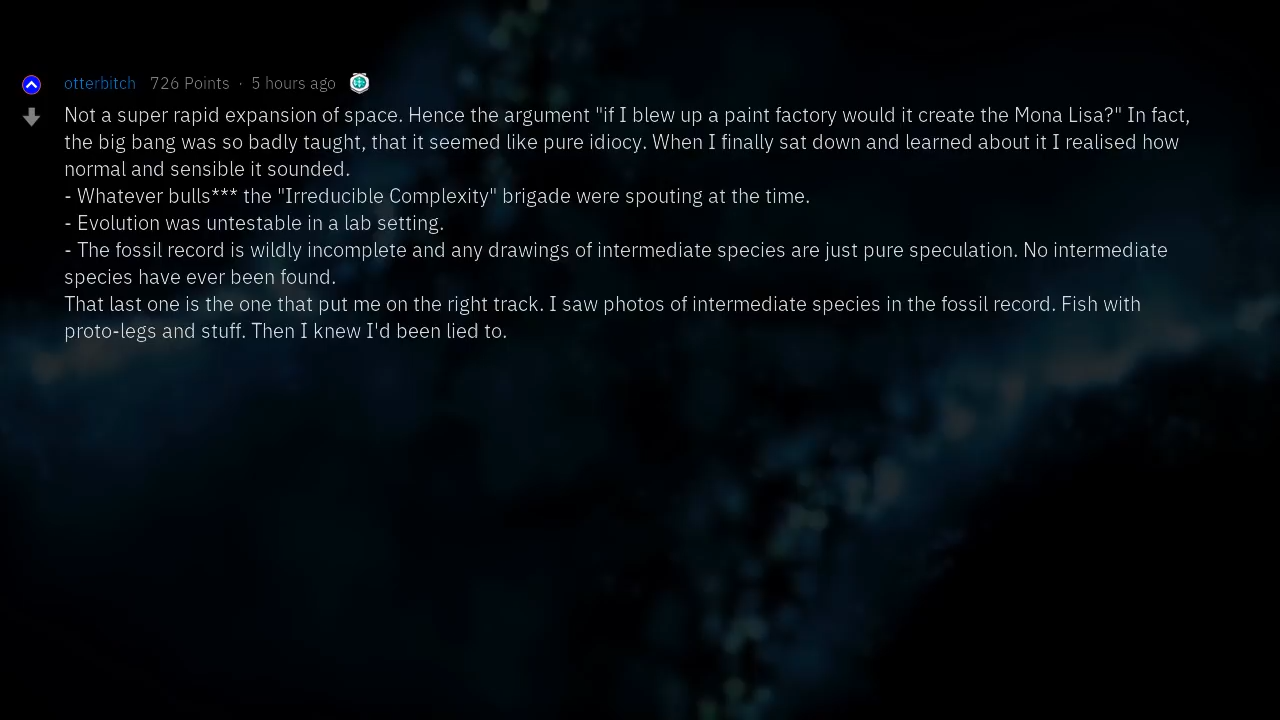 otterbitch 726 Points · 5 hours ago
Not a super rapid expansion of space. Hence the argument "if I blew up a paint factory would it create the Mona Lisa?" In fact,
the big bang was so badly taught, that it seemed like pure idiocy. When I finally sat down and learned about it I realised how
normal and sensible it sounded.
- Whatever bulls*** the "Irreducible Complexity" brigade were spouting at the time.
- Evolution was untestable in a lab setting.
- The fossil record is wildly incomplete and any drawings of intermediate species are just pure speculation. No intermediate
species have ever been found.
That last one is the one that put me on the right track. I saw photos of intermediate species in the fossil record. Fish with
proto-legs and stuff. Then I knew I'd been lied to.